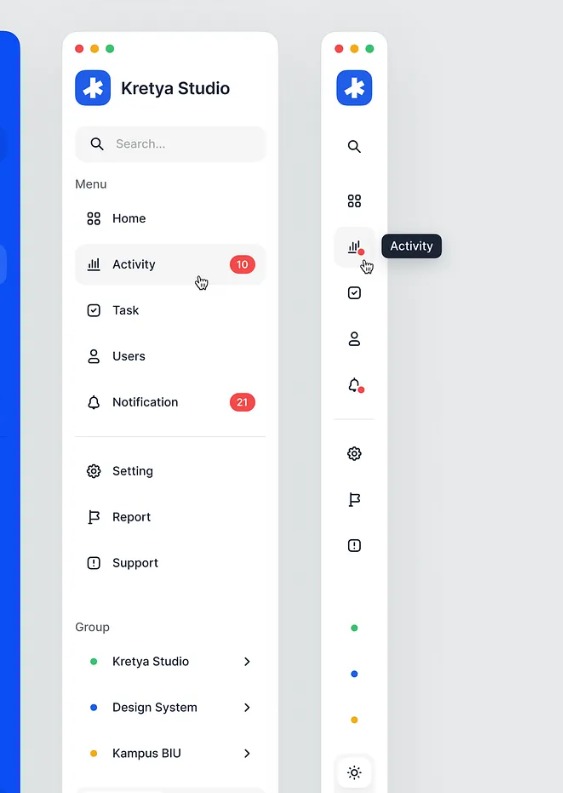 Kretya Studio
Search...
Menu
Home
Activity 10
Task
Users
Notification 21
Setting
Report
Support
Group
Kretya Studio
Design System
Kampus BIU
Activity